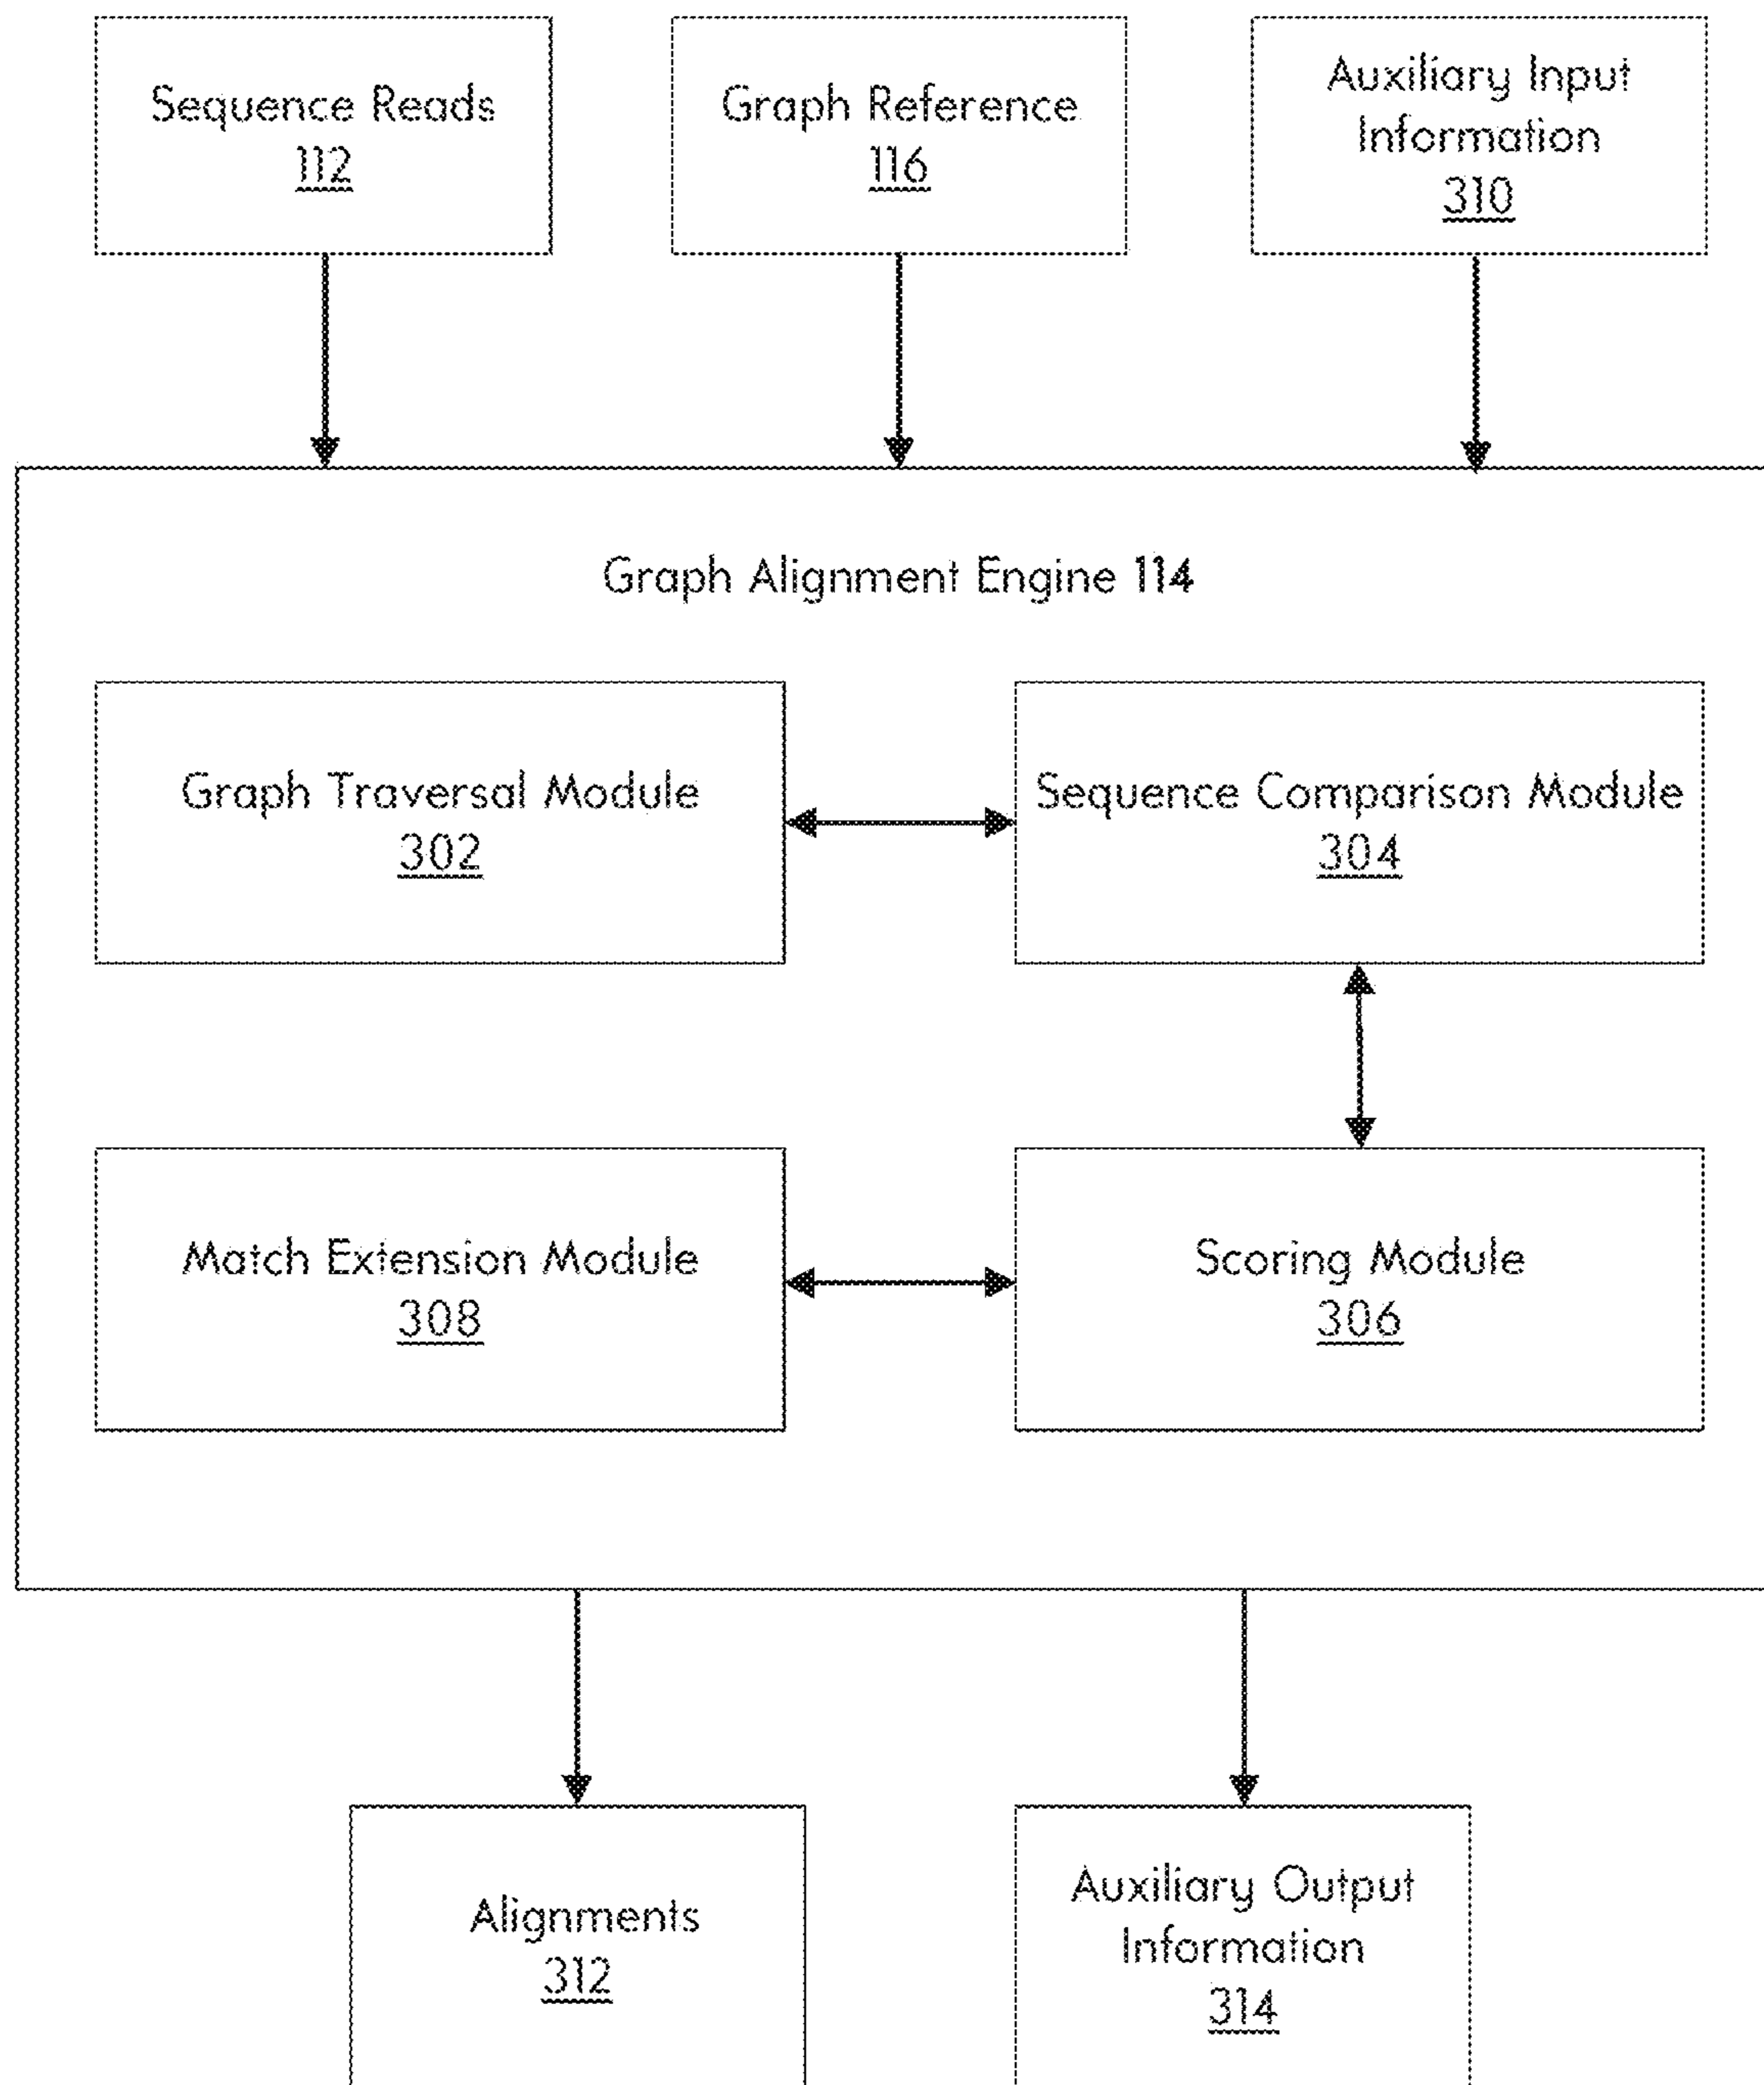 Sequence Reads
112
Graph Reference
116
Auxiliary Input
Information
310
Graph Alignment Engine 114
Graph Traversal Module
302
Sequence Comparison Module
304
Match Extension Module
308
Scoring Module
306
Alignments
312
Auxiliary Output
Information
314